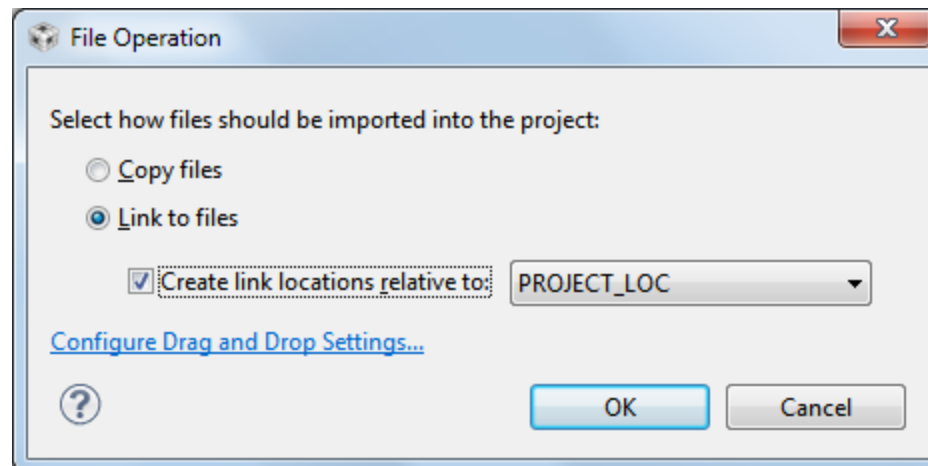 File Operation
Select how files should be imported into the project:
Copy files
Link to files
Create link locations relative to: PROJECT_LOC
Configure Drag and Drop Settings...
? OK Cancel